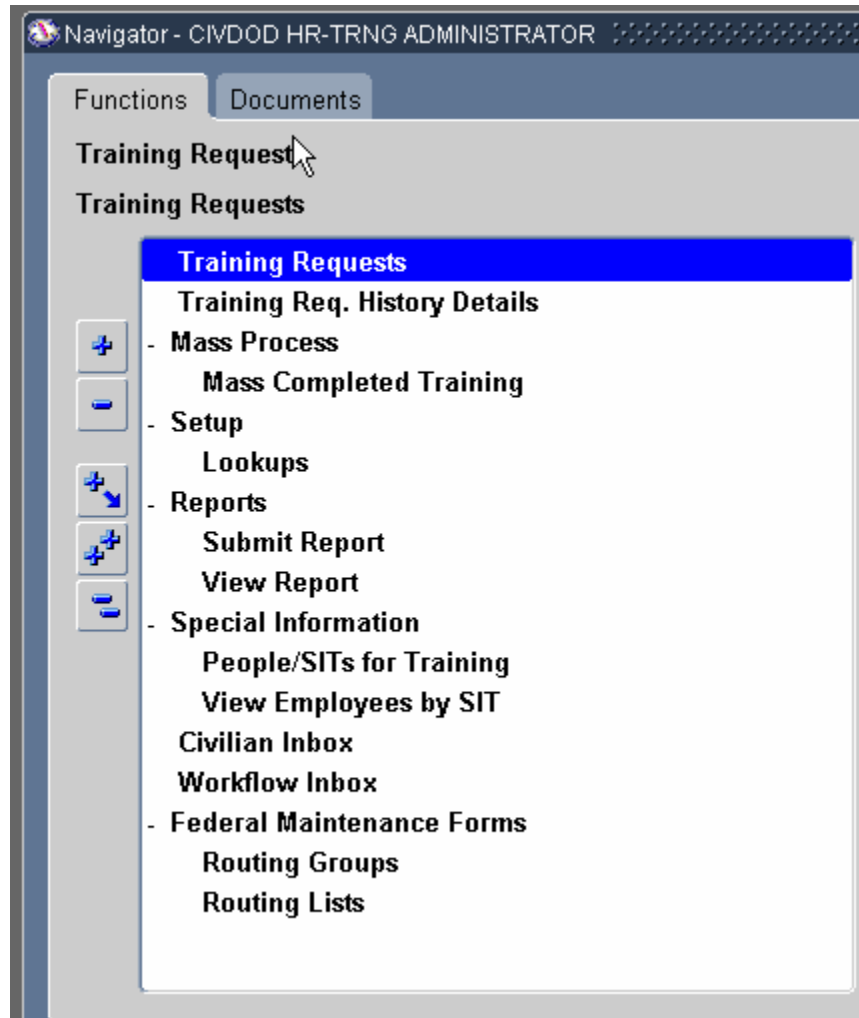 Navigator - CIVDOD HR-TRNG ADMINISTRATOR
Functions Documents
Training Request
Training Requests
Training Requests
Training Req. History Details
- Mass Process
Mass Completed Training
- Setup
Lookups
- Reports
Submit Report
View Report
- Special Information
People/SITs for Training
View Employees by SIT
Civilian Inbox
Workflow Inbox
- Federal Maintenance Forms
Routing Groups
Routing Lists